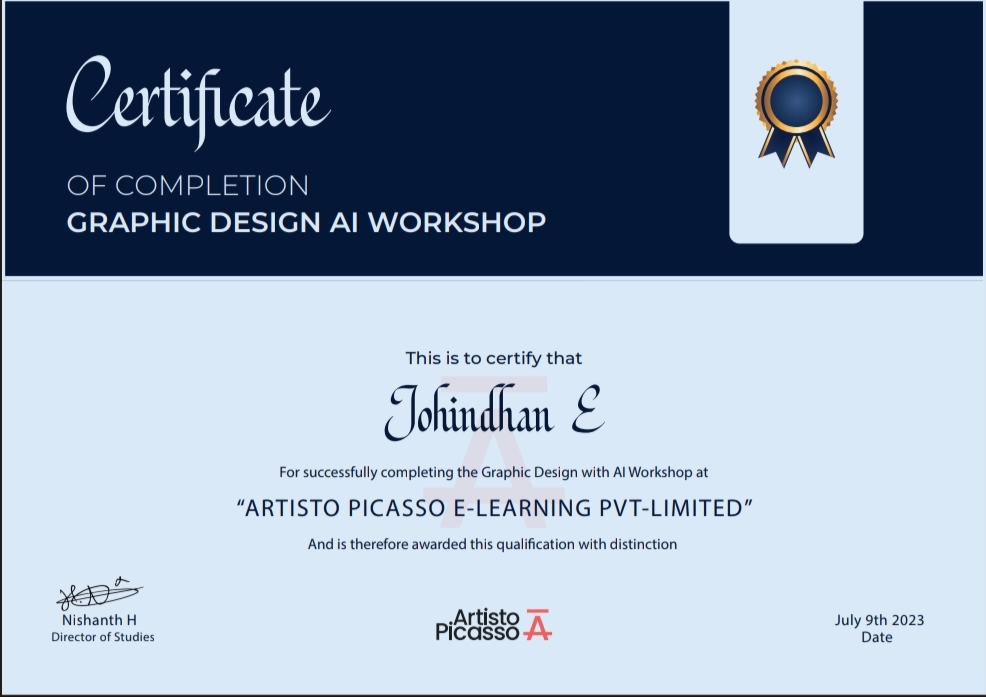 Certificate
OF COMPLETION
GRAPHIC DESIGN AI WORKSHOP
This is to certify that
Johindhan E
For successfully completing the Graphic Design with AI Workshop at
“ARTISTO PICASSO E-LEARNING PVT-LIMITED”
And is therefore awarded this qualification with distinction
Nishanth H
Director of Studies
Artisto
Picasso
July 9th 2023
Date